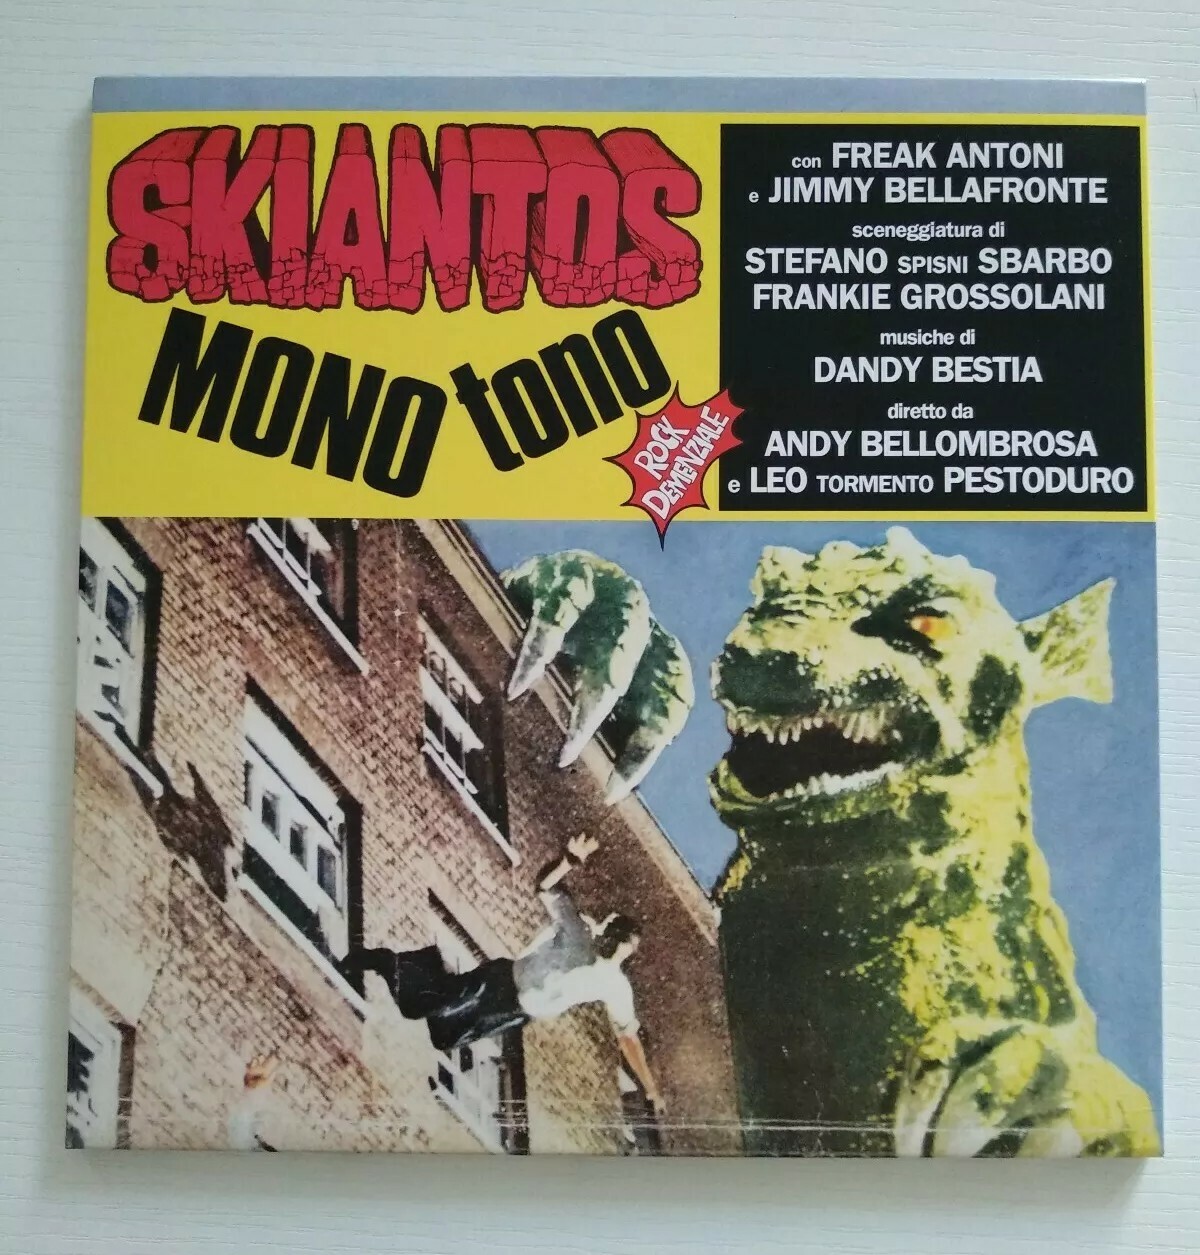 SKIANTOS
MONO tono
ROCK
DEMENZIALE
con FREAK ANTONI
e JIMMY BELLAFRONTE
sceneggiatura di
STEFANO SPISNI SBARBO
FRANKIE GROSSOLANI
musiche di
DANDY BESTIA
diretto da
ANDY BELLOMBROSA
e LEO TORMENTO PESTODURO